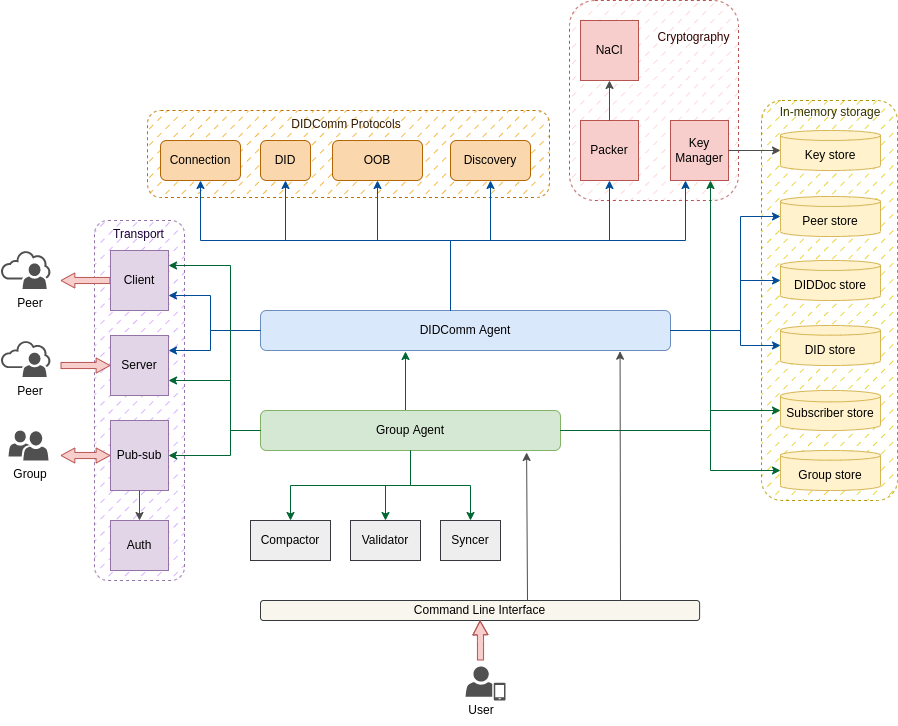 Cryptography
NaCl
Packer
Key
Manager
In-memory storage
Key store
Peer store
DIDDoc store
DID store
Subscriber store
Group store
DIDComm Protocols
Connection
DID
OOB
Discovery
Transport
Client
Server
Pub-sub
Auth
Peer
Peer
Group
DIDComm Agent
Group Agent
Compactor
Validator
Syncer
Command Line Interface
User